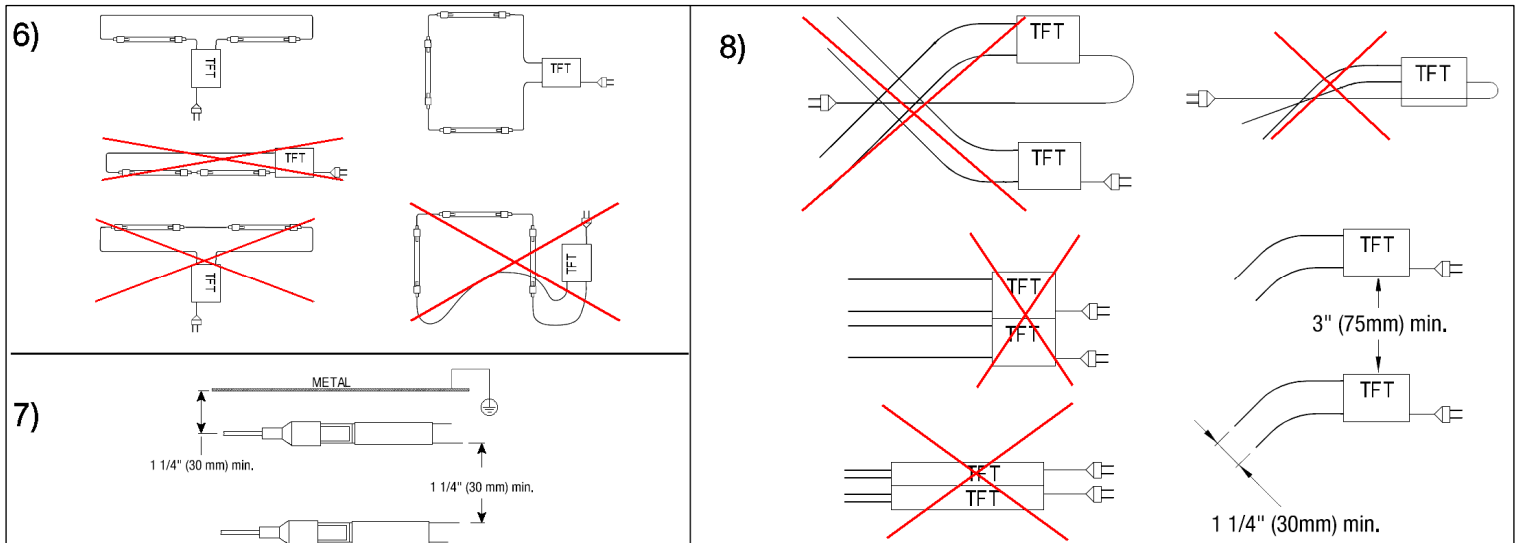 6)
TFT
TFT
TFT
TFT
TFT
7)
METAL
1 1/4" (30 mm) min.
1 1/4" (30 mm) min.
8)
TFT
TFT
TFT
TFT
TFT
TFT
3" (75mm) min.
TFT
1 1/4" (30mm) min.
TFT
TFT